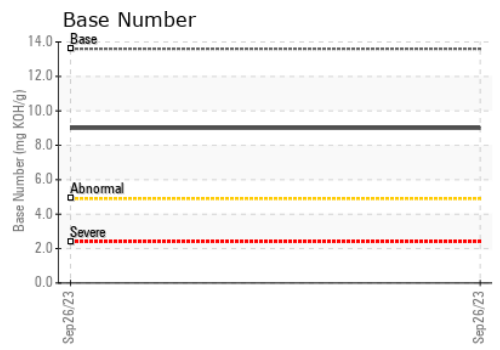 Base Number
Base Number (mg KOH/g)
14.0
12.0
10.0
8.0
6.0
4.0
2.0
0.0
Base
Abnormal
Severe
Sep26/23
Sep26/23